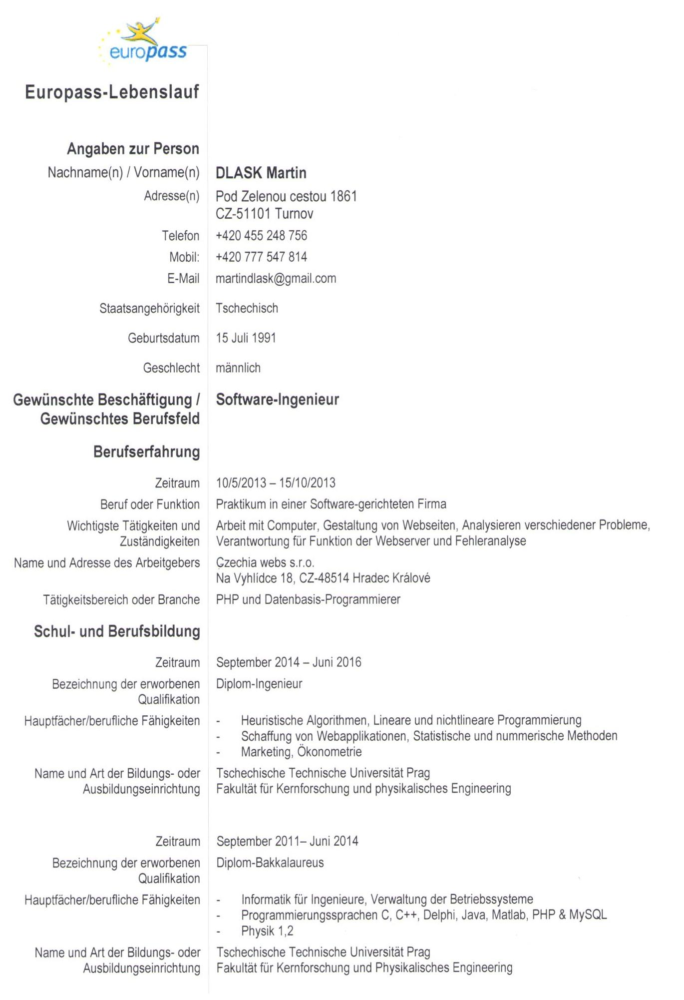 europass
Europass-Lebenslauf
Angaben zur Person
Nachname(n) / Vorname(n) DLASK Martin
Adresse(n) Pod Zelenou cestou 1861
CZ-51101 Turnov
Telefon +420 455 248 756
Mobil: +420 777 547 814
E-Mail martindlask@gmail.com
Staatsangehörigkeit Tschechisch
Geburtsdatum 15 Juli 1991
Geschlecht männlich
Gewünschte Beschäftigung / Software-Ingenieur
Gewünschtes Berufsfeld
Berufserfahrung
Zeitraum 10/5/2013 – 15/10/2013
Beruf oder Funktion Praktikum in einer Software-gerichteten Firma
Wichtigste Tätigkeiten und Arbeit mit Computer, Gestaltung von Webseiten, Analysieren verschiedener Probleme,
Zuständigkeiten Verantwortung für Funktion der Webserver und Fehleranalyse
Name und Adresse des Arbeitgebers Czechia webs s.r.o.
Na Vyhlídce 18, CZ-48514 Hradec Králové
Tätigkeitsbereich oder Branche PHP und Datenbasis-Programmierer
Schul- und Berufsbildung
Zeitraum September 2014 – Juni 2016
Bezeichnung der erworbenen Diplom-Ingenieur
Qualifikation
Hauptfächer/berufliche Fähigkeiten - Heuristische Algorithmen, Lineare und nichtlineare Programmierung
- Schaffung von Webapplikationen, Statistische und nummerische Methoden
- Marketing, Ökonometrie
Name und Art der Bildungs- oder Tschechische Technische Universität Prag
Ausbildungseinrichtung Fakultät für Kernforschung und physikalisches Engineering
Zeitraum September 2011– Juni 2014
Bezeichnung der erworbenen Diplom-Bakkalaureus
Qualifikation
Hauptfächer/berufliche Fähigkeiten - Informatik für Ingenieure, Verwaltung der Betriebssysteme
- Programmierungssprachen C, C++, Delphi, Java, Matlab, PHP & MySQL
- Physik 1,2
Name und Art der Bildungs- oder Tschechische Technische Universität Prag
Ausbildungseinrichtung Fakultät für Kernforschung und Physikalisches Engineering